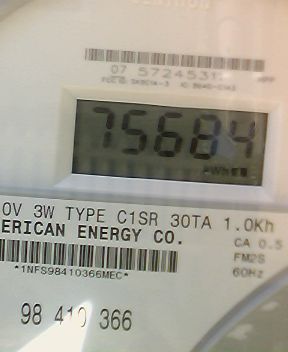 07 57245312
75684
kWh
0V 3W TYPE C1SR 30TA 1.0Kh
ERICAN ENERGY CO.
CA 0.5
FM2S
60Hz
*1NFS98410366MEC*
98 410 366